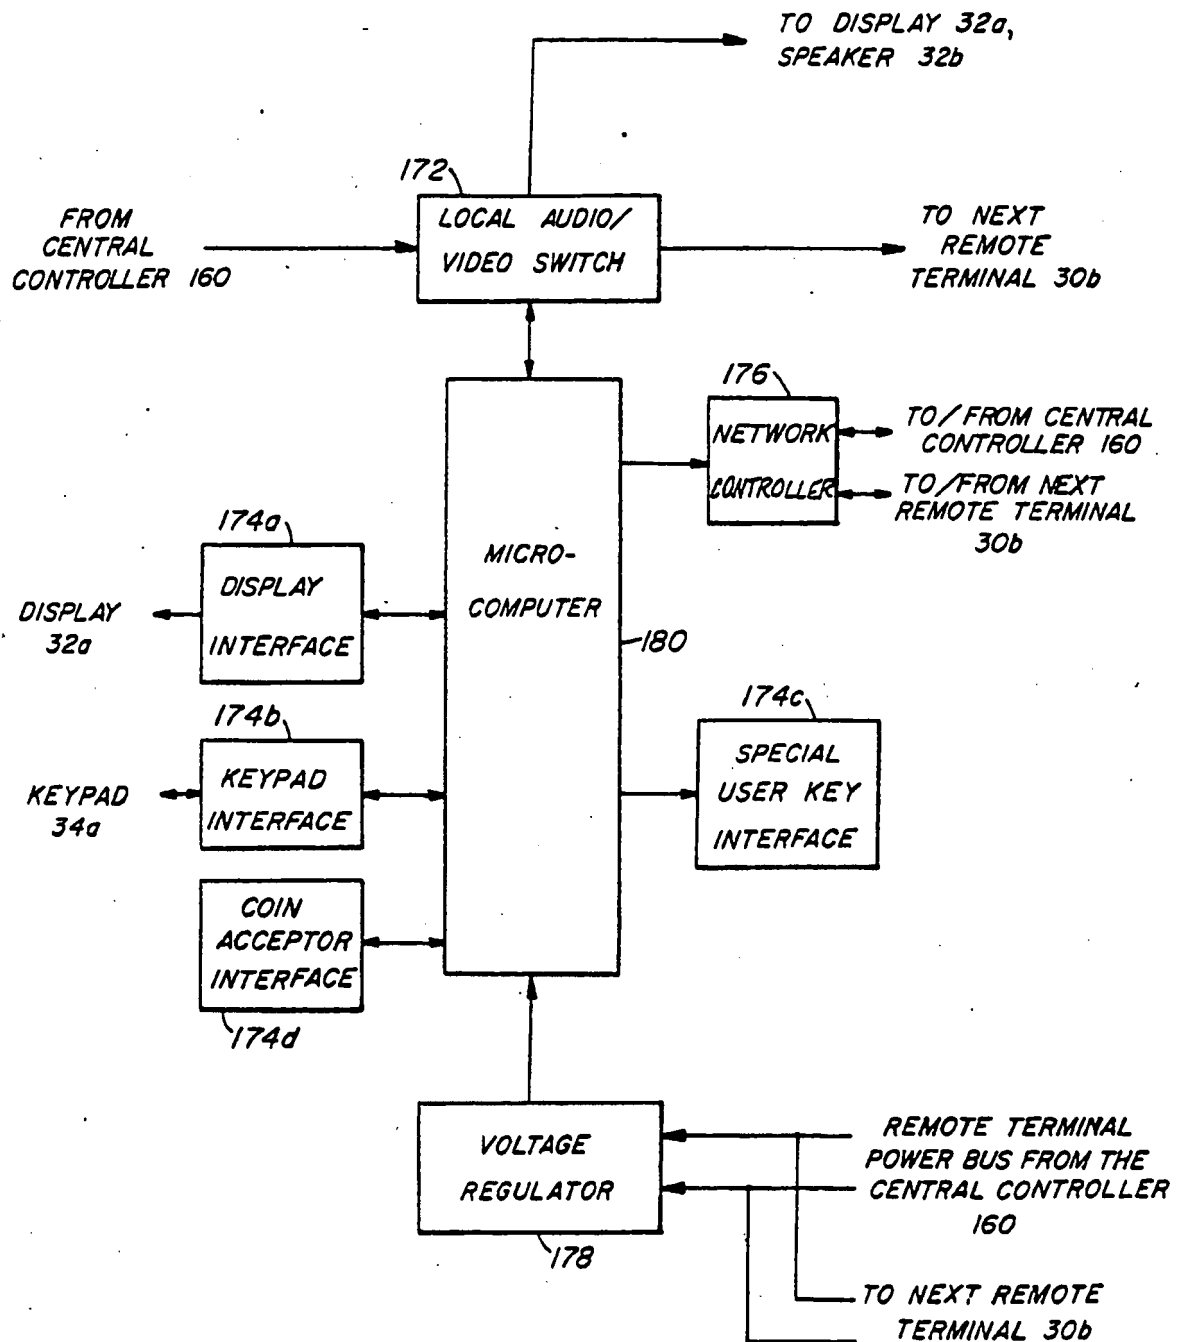 TO DISPLAY 32a,
SPEAKER 32b
172
FROM
CENTRAL
CONTROLLER 160
LOCAL AUDIO/
VIDEO SWITCH
TO NEXT
REMOTE
TERMINAL 30b
176
NETWORK
CONTROLLER
TO/FROM CENTRAL
CONTROLLER 160
TO/FROM NEXT
REMOTE TERMINAL
30b
MICRO-
COMPUTER
180
174a
DISPLAY
INTERFACE
DISPLAY
32a
174b
KEYPAD
INTERFACE
KEYPAD
34a
174c
SPECIAL
USER KEY
INTERFACE
COIN
ACCEPTOR
INTERFACE
174d
VOLTAGE
REGULATOR
178
REMOTE TERMINAL
POWER BUS FROM THE
CENTRAL CONTROLLER
160
TO NEXT REMOTE
TERMINAL 30b